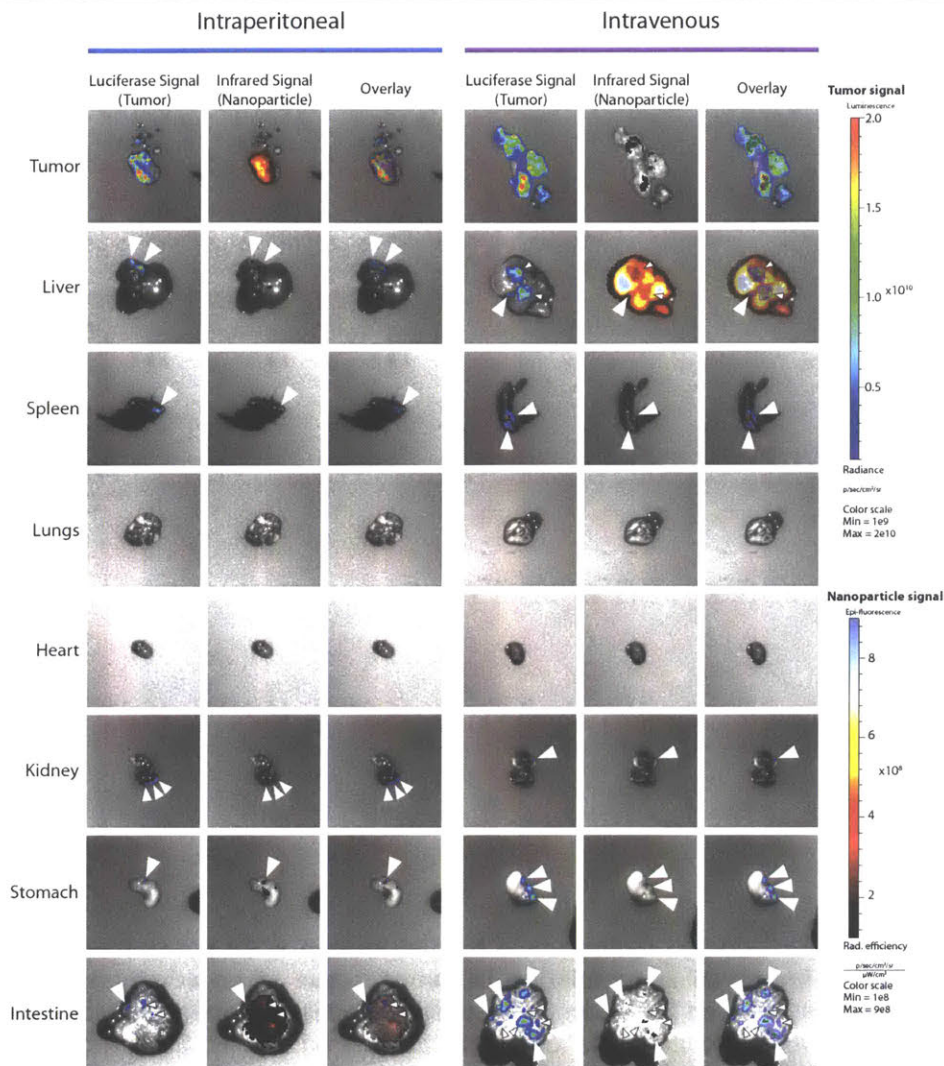 Intraperitoneal
Intravenous
Luciferase Signal
(Tumor)
Infrared Signal
(Nanoparticle)
Overlay
Luciferase Signal
(Tumor)
Infrared Signal
(Nanoparticle)
Overlay
Tumor signal
Luminescence
2.0
1.5
1.0
x10¹⁰
0.5
Radiance
p/sec/cm²/sr
Color scale
Min = 1e9
Max = 2e10
Tumor
Liver
Spleen
Lungs
Heart
Kidney
Stomach
Intestine
Nanoparticle signal
Epi-fluorescence
8
6
x10⁸
4
2
Rad. efficiency
p/sec/cm²/sr
µW/cm²
Color scale
Min = 1e8
Max = 9e8